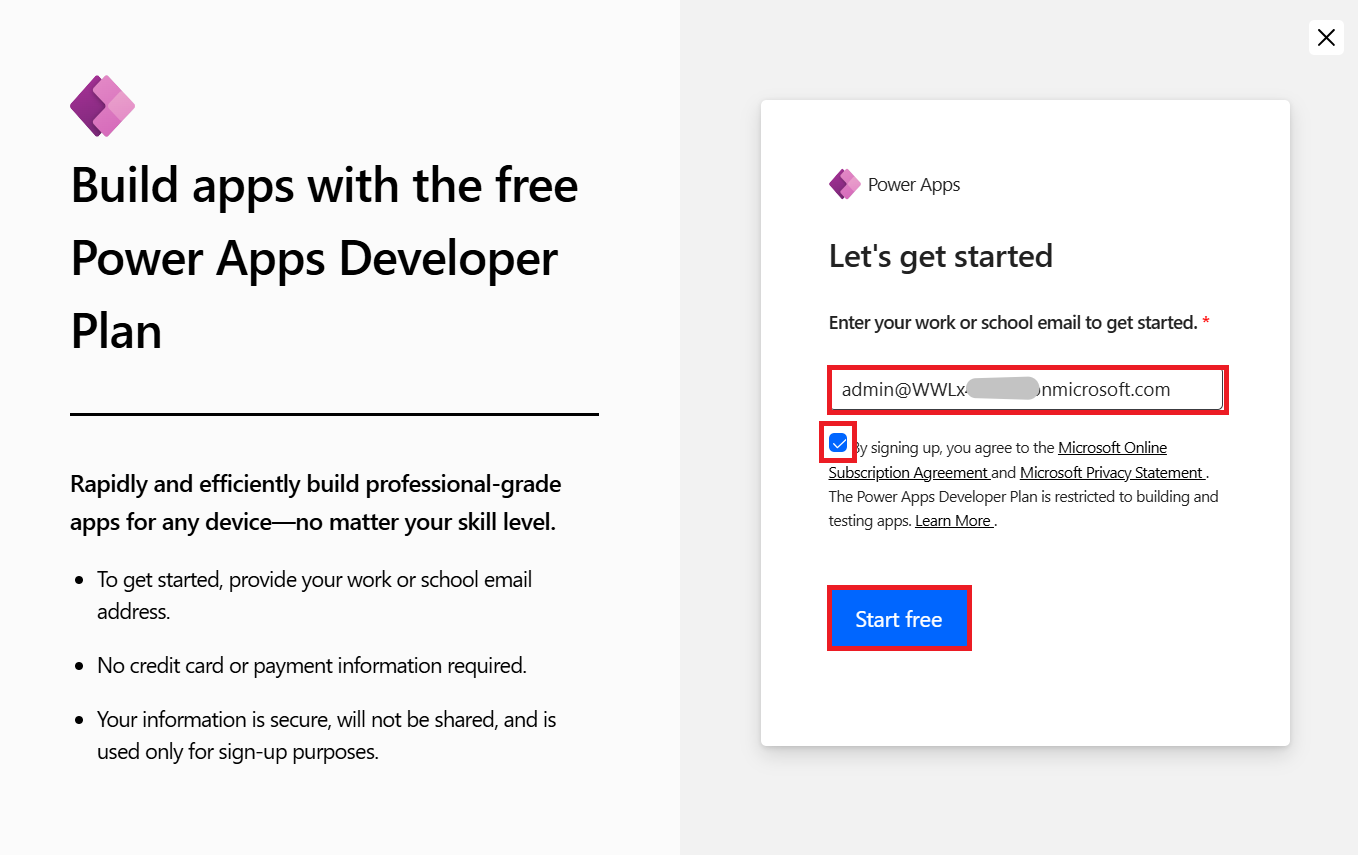 Build apps with the free
Power Apps Developer
Plan
Rapidly and efficiently build professional-grade
apps for any device—no matter your skill level.
• To get started, provide your work or school email
address.
• No credit card or payment information required.
• Your information is secure, will not be shared, and is
used only for sign-up purposes.
Power Apps
Let's get started
Enter your work or school email to get started. *
admin@WWLx onmicrosoft.com
By signing up, you agree to the Microsoft Online
Subscription Agreement and Microsoft Privacy Statement .
The Power Apps Developer Plan is restricted to building and
testing apps. Learn More .
Start free